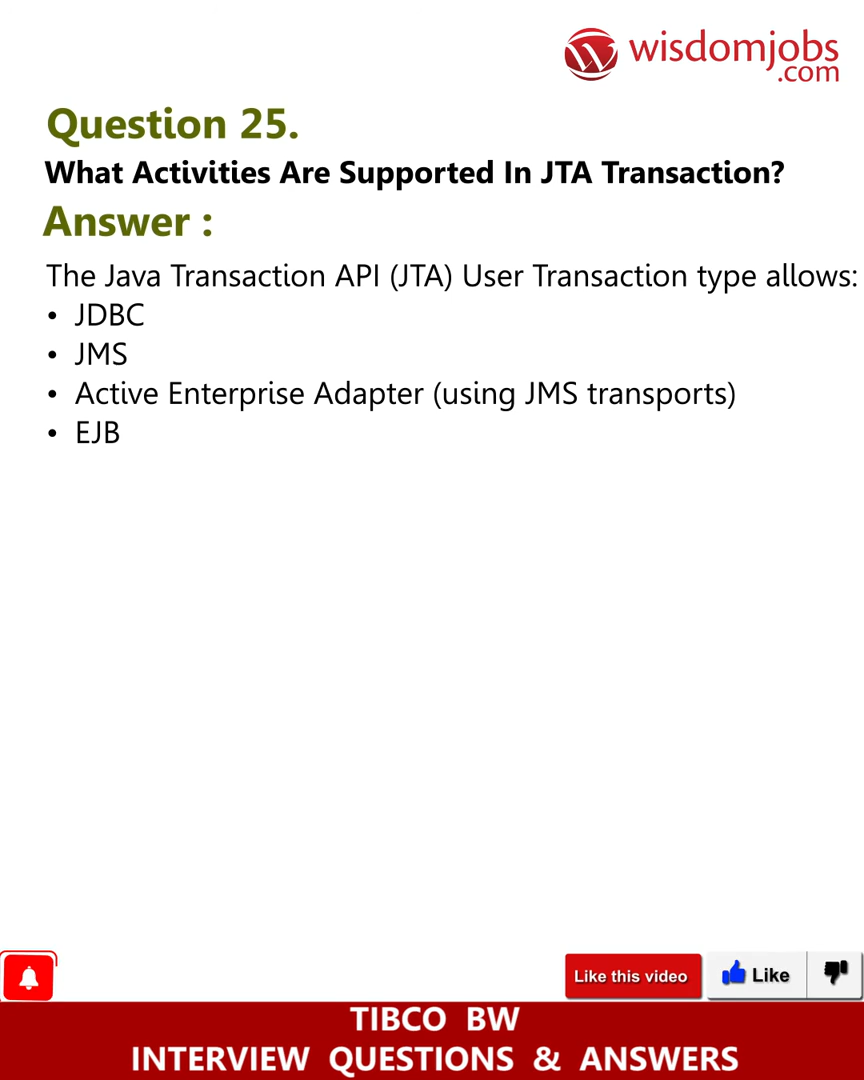 wisdomjobs
.com
Question 25.
What Activities Are Supported In JTA Transaction?
Answer :
The Java Transaction API (JTA) User Transaction type allows:
• JDBC
• JMS
• Active Enterprise Adapter (using JMS transports)
• EJB
Like this video
Like
TIBCO BW
INTERVIEW QUESTIONS & ANSWERS